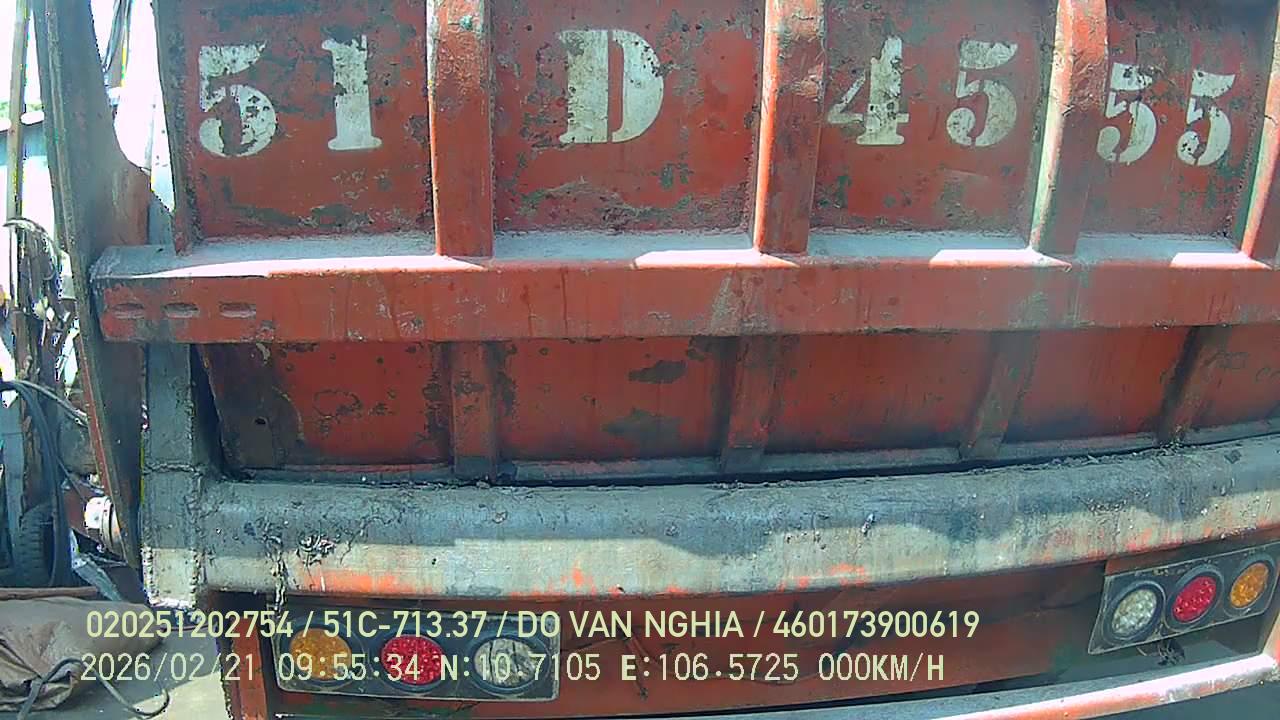 51 D 45 55
020251202754 / 51C-713.37 / DO VAN NGHIA / 460173900619
2026/02/21 09:55:34 N:10.7105 E:106.5725 000KM/H